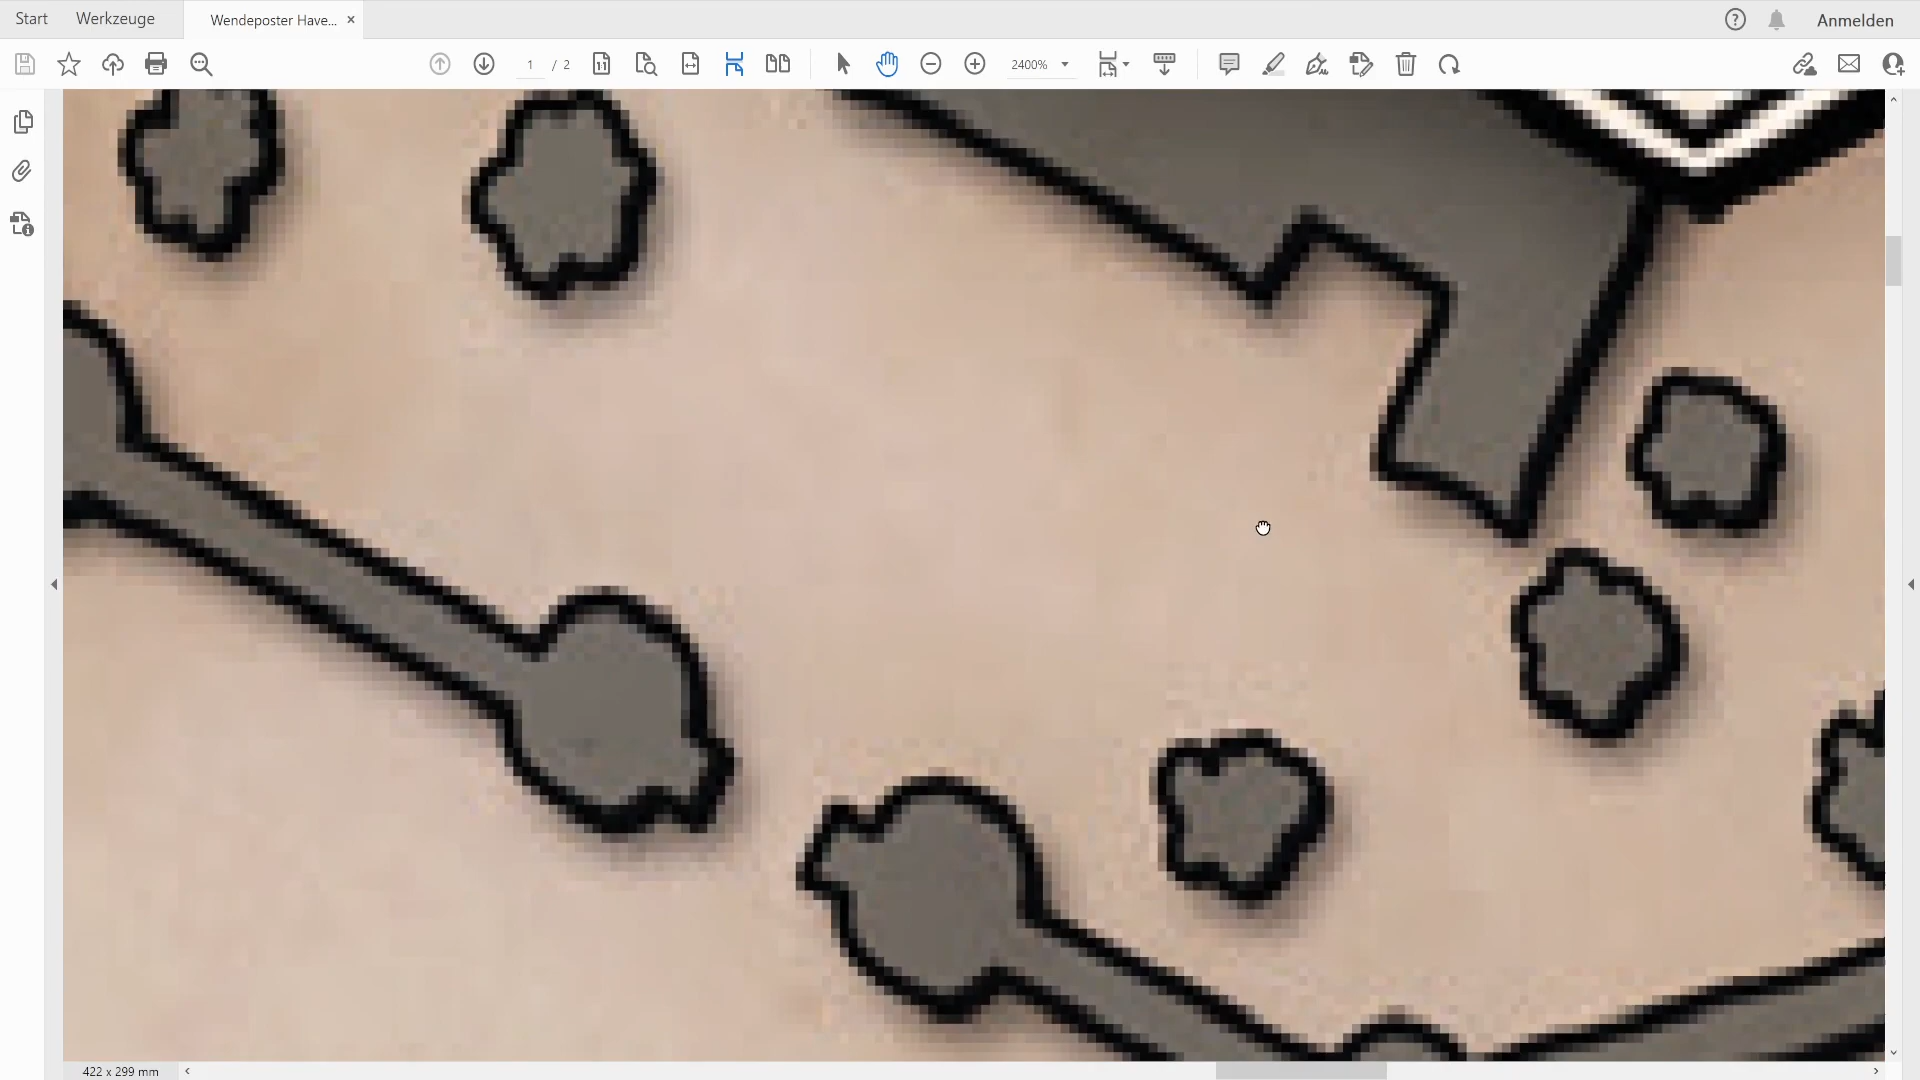 Start Werkzeuge Wendeposter Have... × Anmelden
1 / 2 2400%
422 x 299 mm